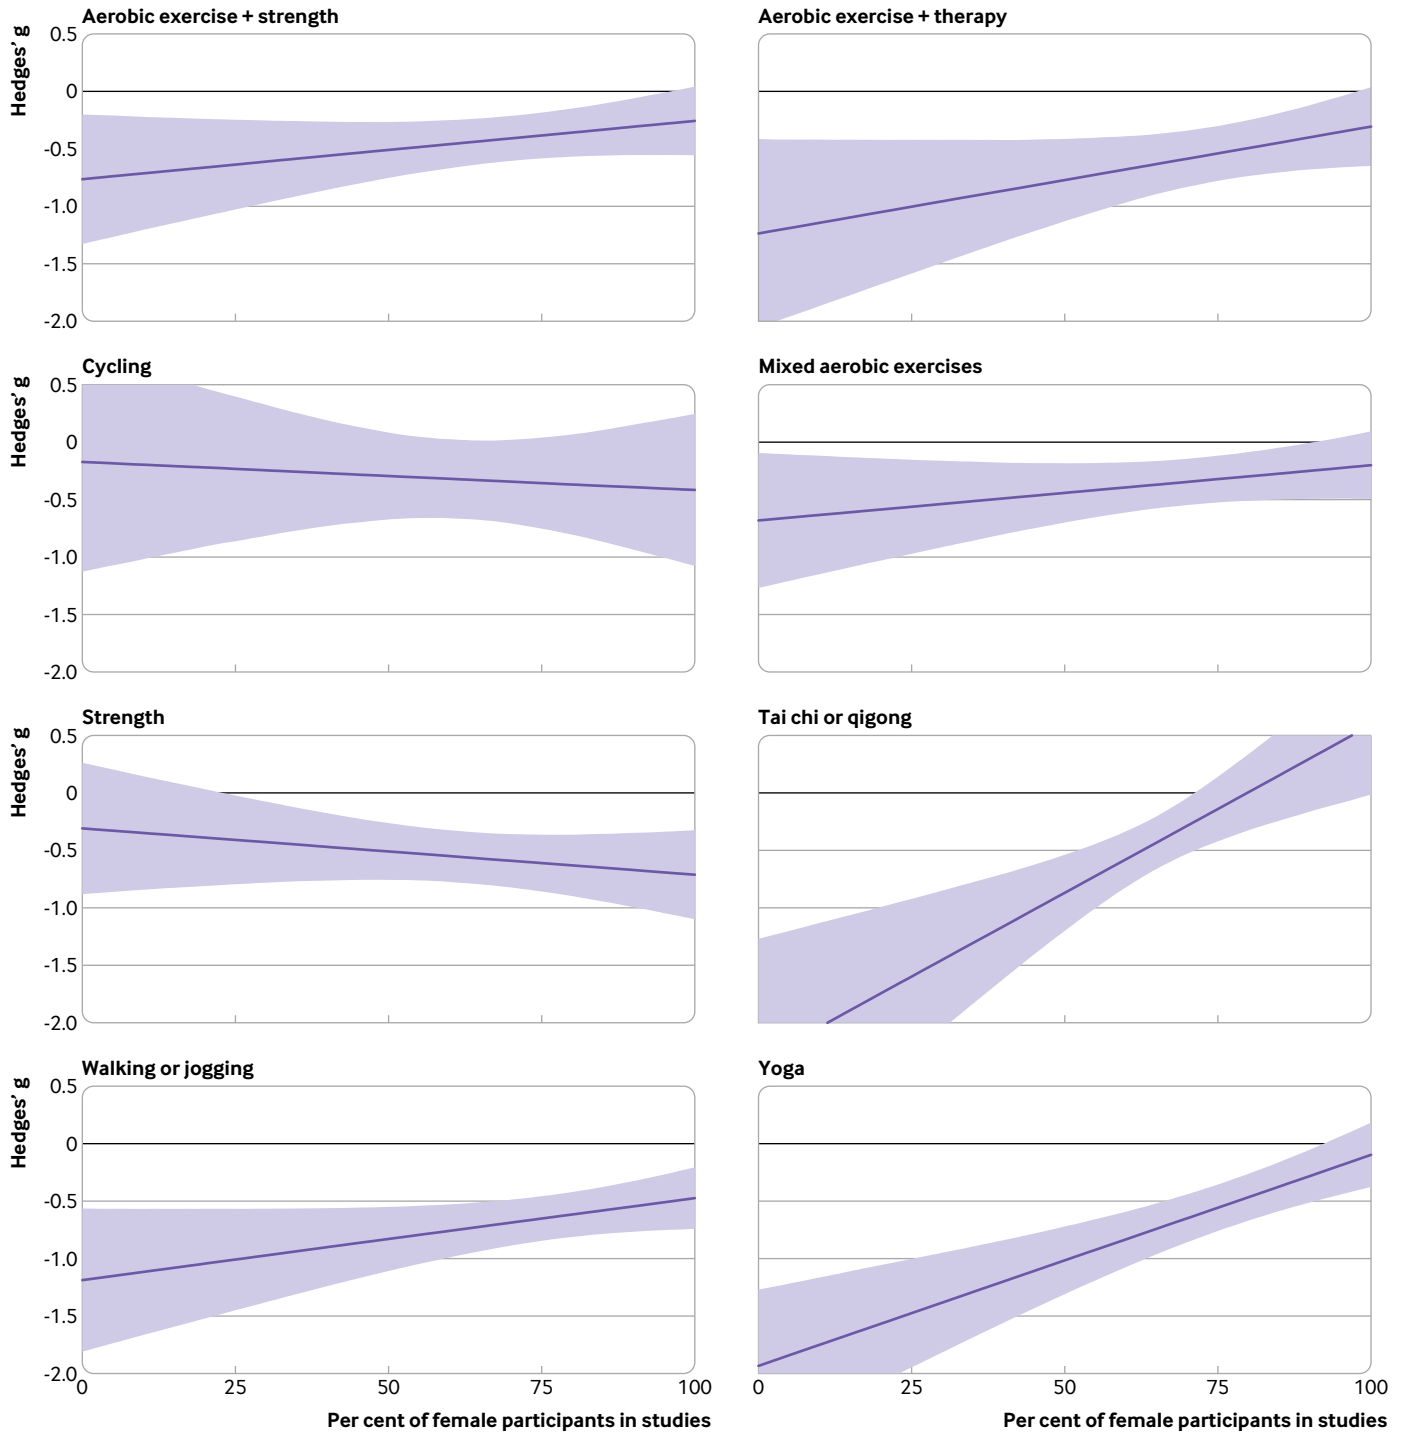 Aerobic exercise + strength
Aerobic exercise + therapy
Hedges’ g
0.5
0
-0.5
-1.0
-1.5
-2.0
Cycling
Mixed aerobic exercises
Hedges’ g
0.5
0
-0.5
-1.0
-1.5
-2.0
Strength
Tai chi or qigong
Hedges’ g
0.5
0
-0.5
-1.0
-1.5
-2.0
Walking or jogging
Yoga
Hedges’ g
0.5
0
-0.5
-1.0
-1.5
-2.0
0 25 50 75 100
0 25 50 75 100
Per cent of female participants in studies
Per cent of female participants in studies